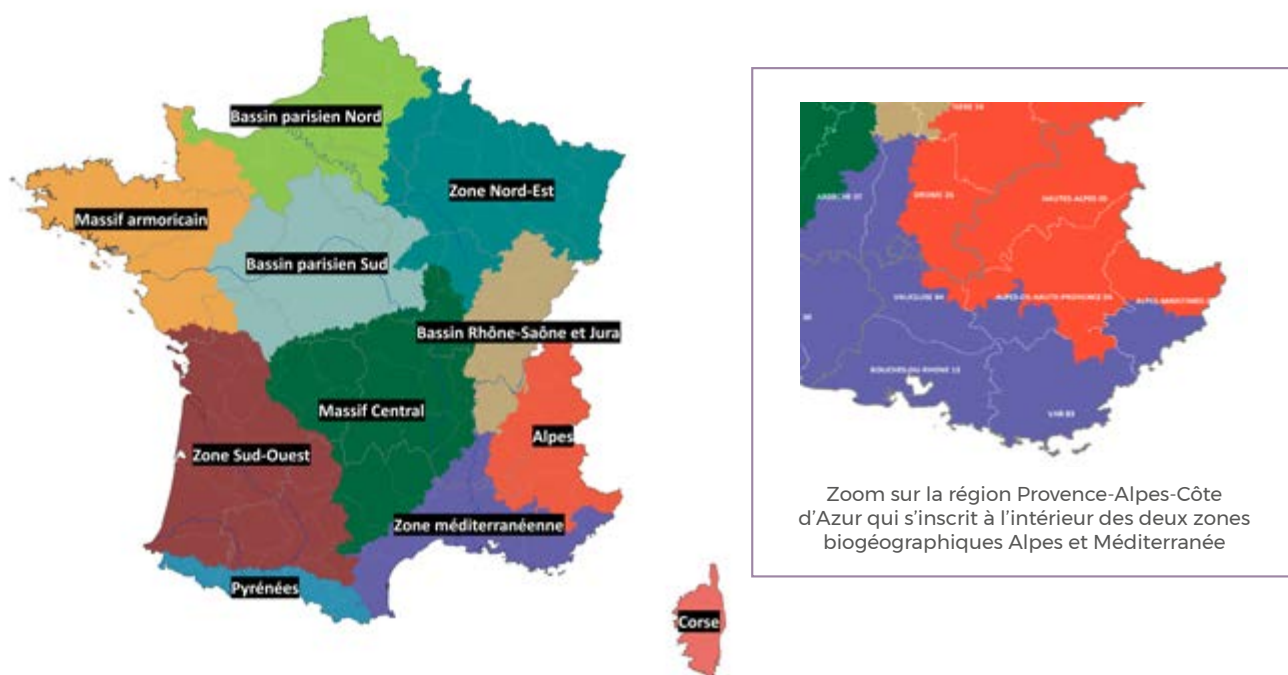 Bassin parisien Nord
Zone Nord-Est
Massif armoricain
Bassin parisien Sud
Bassin Rhône-Saône et Jura
Massif Central
Alpes
Zone Sud-Ouest
Zone méditerranéenne
Pyrénées
Corse
ARDECHE 07
HAUTES-ALPES 05
VAUCLUSE 84
ALPES-DE-HAUTE-PROVENCE 04
ALPES-MARITIMES
BOUCHES-DU-RHONE 13
VAR 83
Zoom sur la région Provence-Alpes-Côte
d’Azur qui s’inscrit à l’intérieur des deux zones
biogéographiques Alpes et Méditerranée